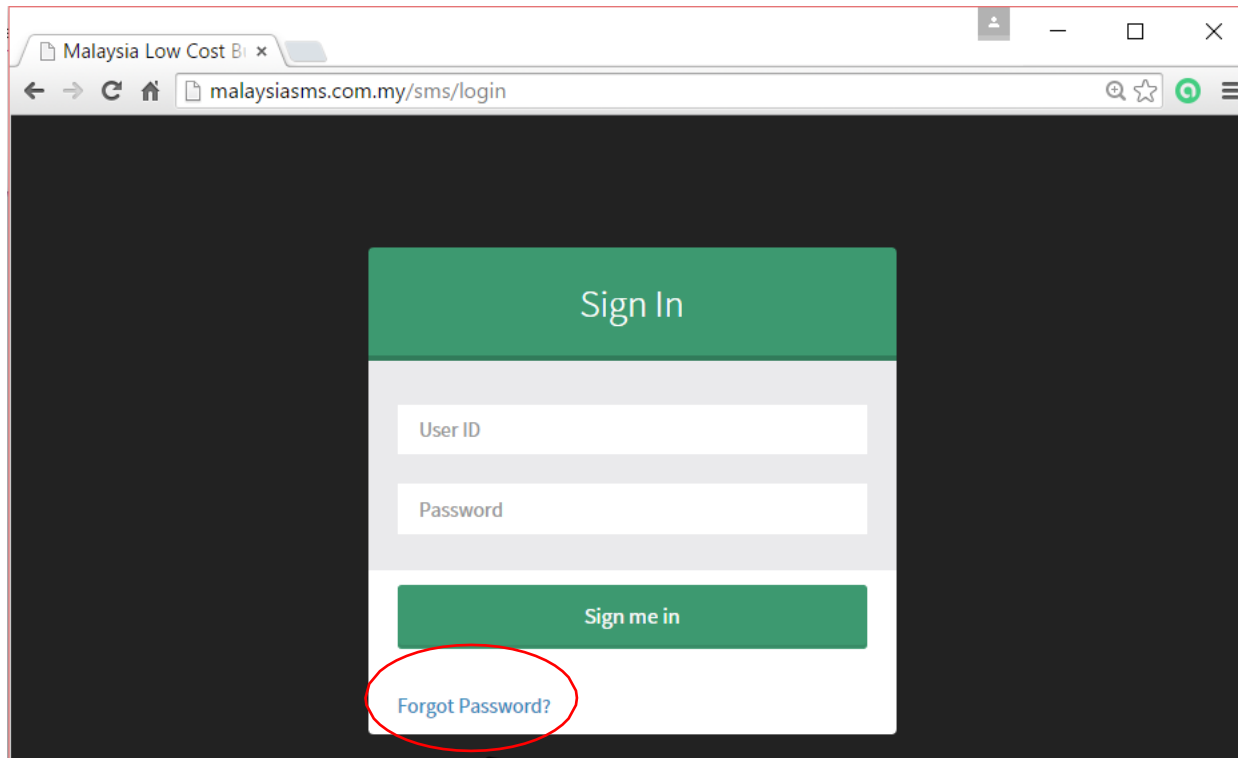 Malaysia Low Cost B
malaysiasms.com.my/sms/login
Sign In
User ID
Password
Sign me in
Forgot Password?